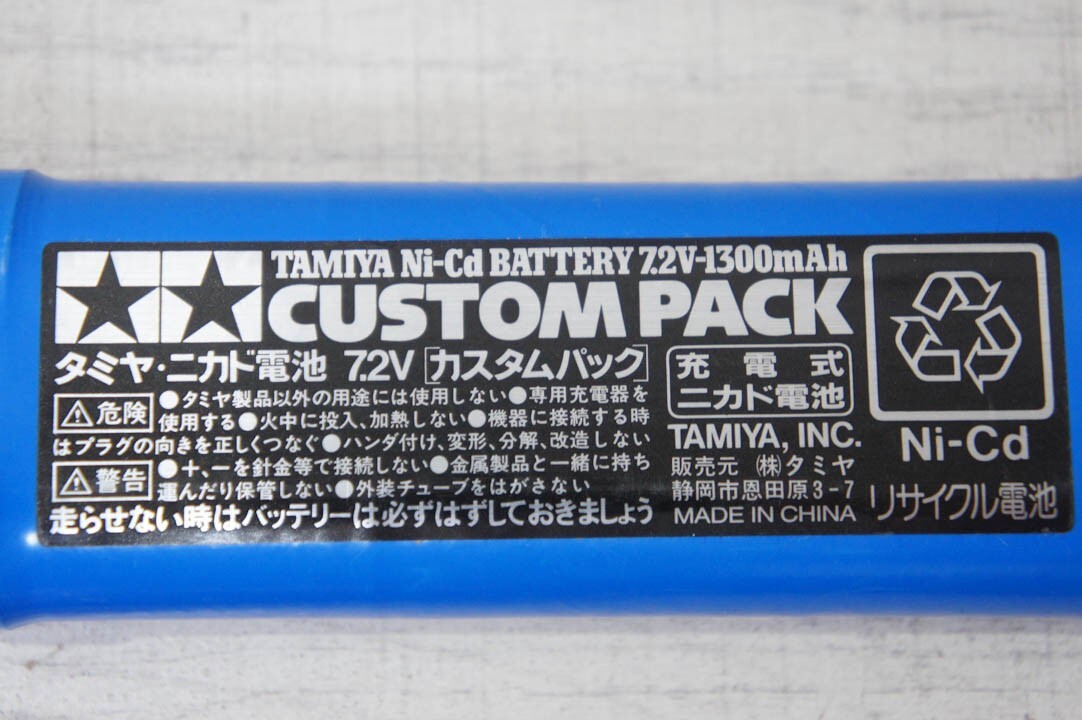 TAMIYA Ni-Cd BATTERY 7.2V-1300mAh
CUSTOM PACK
タミヤ・ニカド電池 7.2V [カスタムパック]
危険 ●タミヤ製品以外の用途には使用しない●専用充電器を
使用する●火中に投入、加熱しない●機器に接続する時
はプラグの向きを正しくつなぐ●ハンダ付け、変形、分解、改造しない
警告 ●＋、－を針金等で接続しない●金属製品と一緒に持ち
運んだり保管しない●外装チューブをはがさない
走らせない時はバッテリーは必ずはずしておきましょう
充電式
ニカド電池
TAMIYA, INC.
販売元 ㈱タミヤ
静岡市恩田原3-7
MADE IN CHINA
Ni-Cd
リサイクル電池